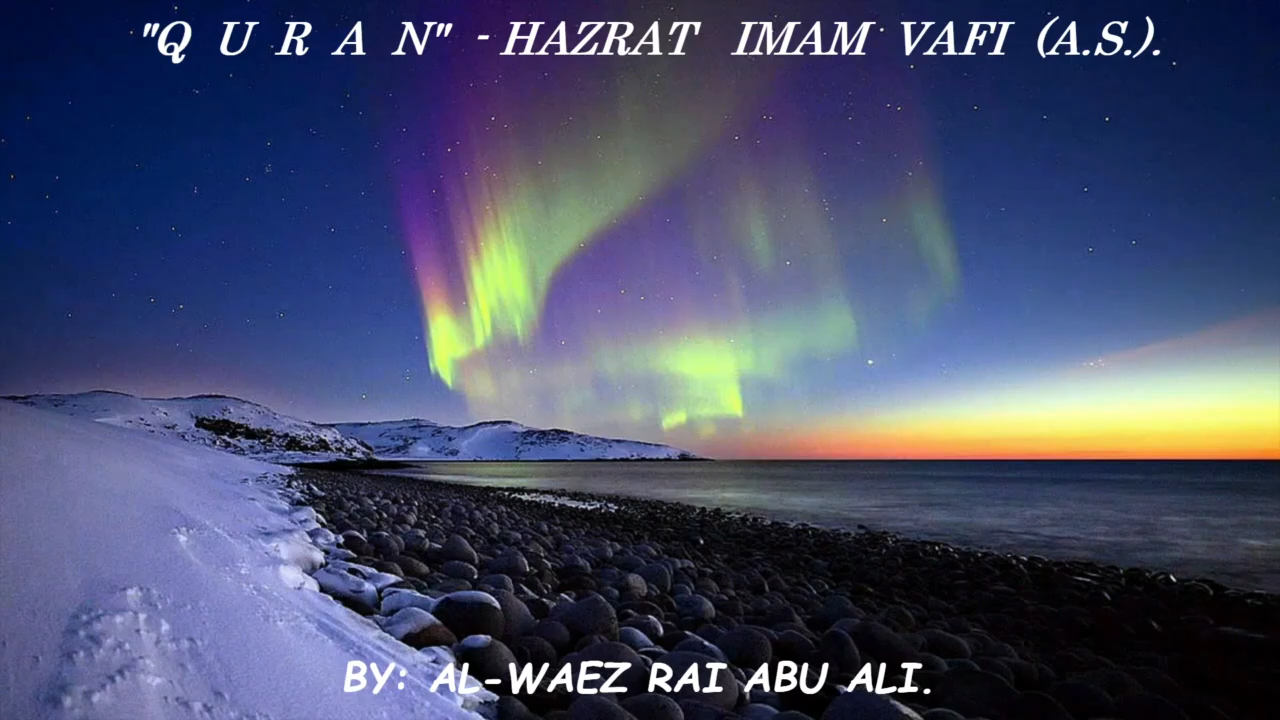 "Q U R A N" - HAZRAT IMAM VAFI (A.S.).
BY: AL-WAEZ RAI ABU ALI.